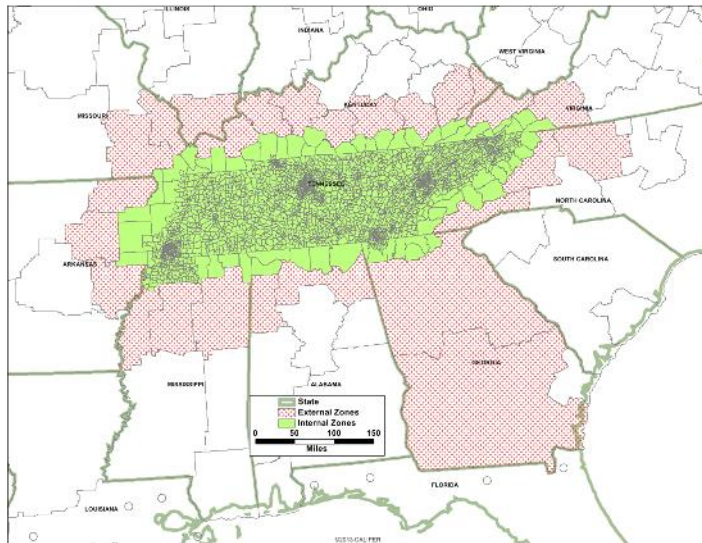 ILLINOIS
OHIO
INDIANA
WEST VIRGINIA
KENTUCKY
MISSOURI
VIRGINIA
TENNESSEE
NORTH CAROLINA
ARKANSAS
SOUTH CAROLINA
GEORGIA
MISSISSIPPI
ALABAMA
State
External Zones
Internal Zones
0 50 100 150
Miles
FLORIDA
LOUISIANA